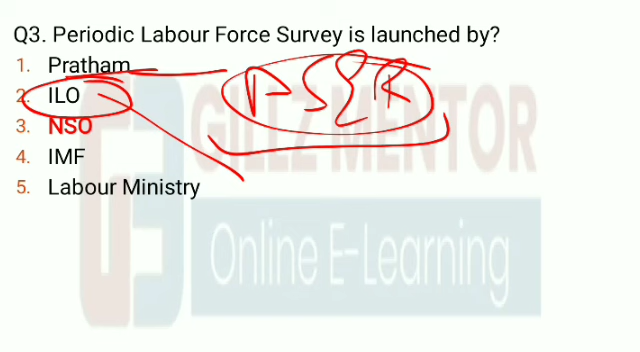 Q3. Periodic Labour Force Survey is launched by?
1. Pratham
ASER
2. ILO
3. NSO
4. IMF
5. Labour Ministry
GILLZ MENTOR
Online E-Learning